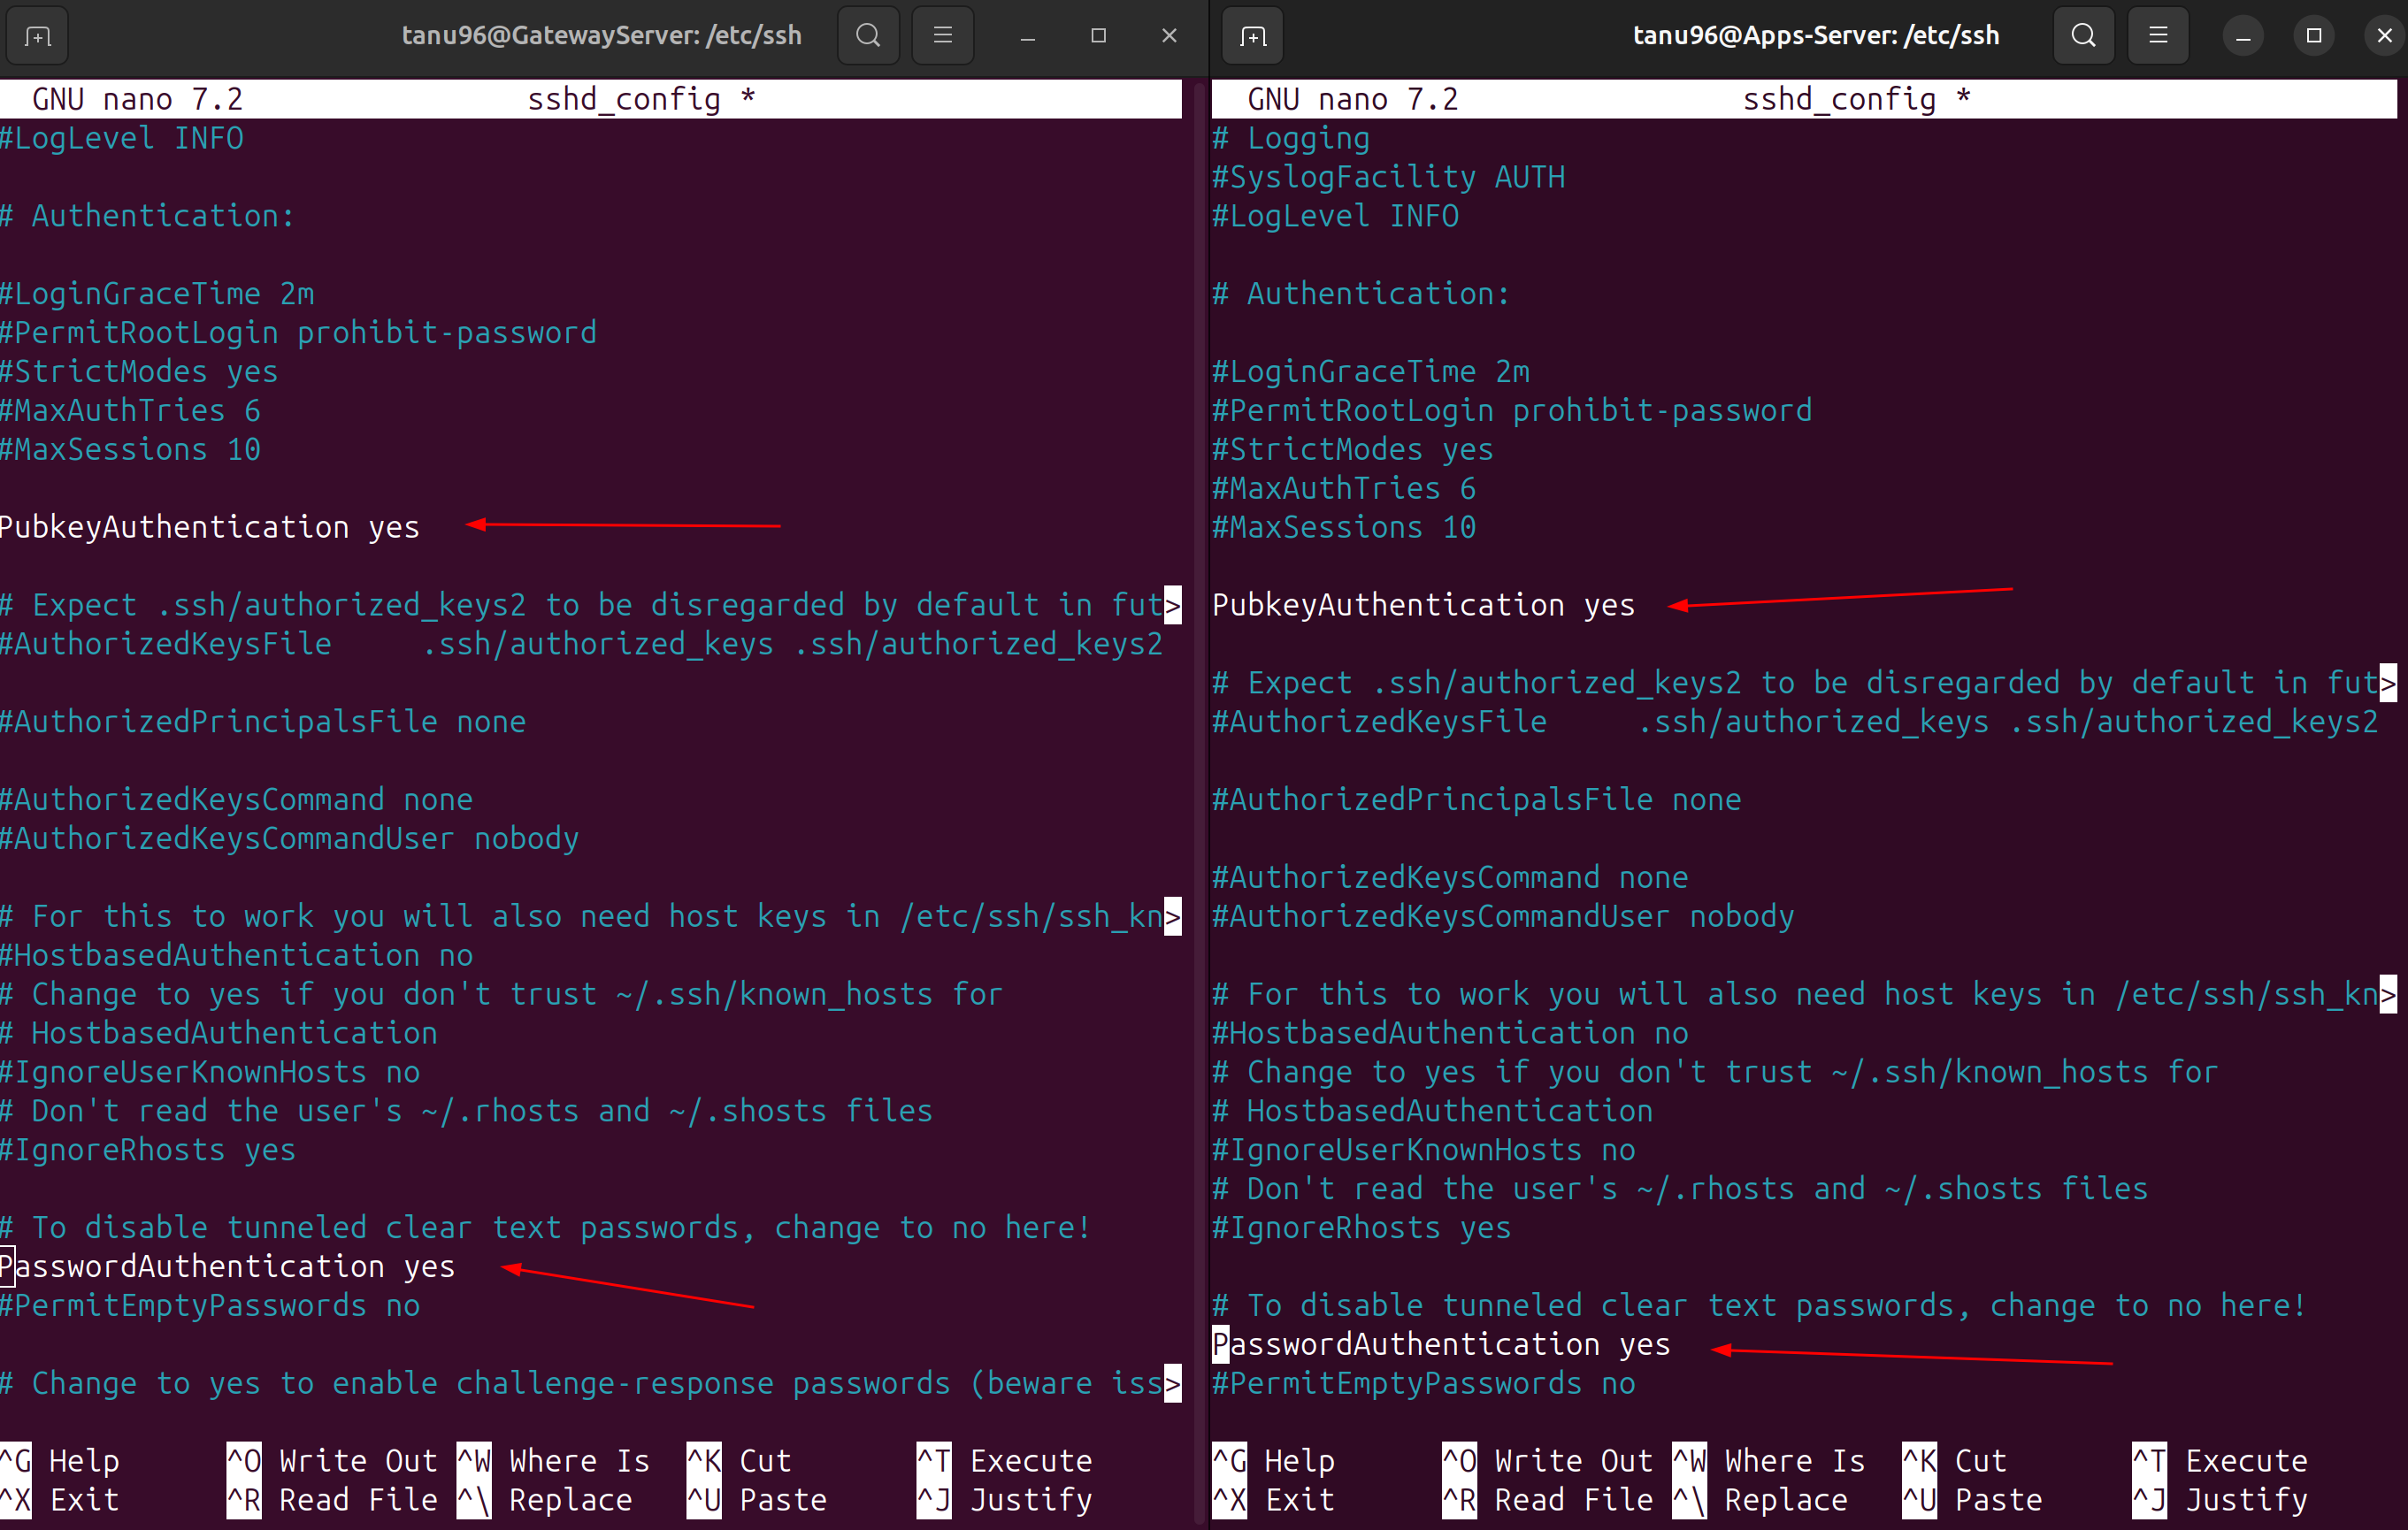 tanu96@GatewayServer: /etc/ssh
GNU nano 7.2 sshd_config *
#LogLevel INFO
# Authentication:
#LoginGraceTime 2m
#PermitRootLogin prohibit-password
#StrictModes yes
#MaxAuthTries 6
#MaxSessions 10
PubkeyAuthentication yes
# Expect .ssh/authorized_keys2 to be disregarded by default in fut>
#AuthorizedKeysFile     .ssh/authorized_keys .ssh/authorized_keys2
#AuthorizedPrincipalsFile none
#AuthorizedKeysCommand none
#AuthorizedKeysCommandUser nobody
# For this to work you will also need host keys in /etc/ssh/ssh_kn>
#HostbasedAuthentication no
# Change to yes if you don't trust ~/.ssh/known_hosts for
# HostbasedAuthentication
#IgnoreUserKnownHosts no
# Don't read the user's ~/.rhosts and ~/.shosts files
#IgnoreRhosts yes
# To disable tunneled clear text passwords, change to no here!
PasswordAuthentication yes
#PermitEmptyPasswords no
# Change to yes to enable challenge-response passwords (beware iss>
^G Help ^O Write Out ^W Where Is ^K Cut ^T Execute
^X Exit ^R Read File ^\ Replace ^U Paste ^J Justify
tanu96@Apps-Server: /etc/ssh
GNU nano 7.2 sshd_config *
# Logging
#SyslogFacility AUTH
#LogLevel INFO
# Authentication:
#LoginGraceTime 2m
#PermitRootLogin prohibit-password
#StrictModes yes
#MaxAuthTries 6
#MaxSessions 10
PubkeyAuthentication yes
# Expect .ssh/authorized_keys2 to be disregarded by default in fut>
#AuthorizedKeysFile     .ssh/authorized_keys .ssh/authorized_keys2
#AuthorizedPrincipalsFile none
#AuthorizedKeysCommand none
#AuthorizedKeysCommandUser nobody
# For this to work you will also need host keys in /etc/ssh/ssh_kn>
#HostbasedAuthentication no
# Change to yes if you don't trust ~/.ssh/known_hosts for
# HostbasedAuthentication
#IgnoreUserKnownHosts no
# Don't read the user's ~/.rhosts and ~/.shosts files
#IgnoreRhosts yes
# To disable tunneled clear text passwords, change to no here!
PasswordAuthentication yes
#PermitEmptyPasswords no
^G Help ^O Write Out ^W Where Is ^K Cut ^T Execute
^X Exit ^R Read File ^\ Replace ^U Paste ^J Justify